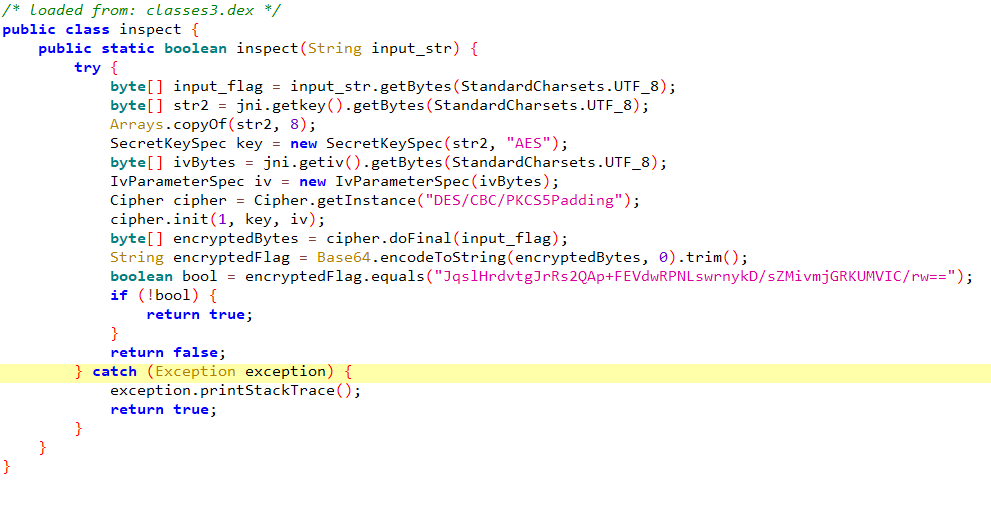 /* loaded from: classes3.dex */
public class inspect {
    public static boolean inspect(String input_str) {
        try {
            byte[] input_flag = input_str.getBytes(StandardCharsets.UTF_8);
            byte[] str2 = jni.getkey().getBytes(StandardCharsets.UTF_8);
            Arrays.copyOf(str2, 8);
            SecretKeySpec key = new SecretKeySpec(str2, "AES");
            byte[] ivBytes = jni.getiv().getBytes(StandardCharsets.UTF_8);
            IvParameterSpec iv = new IvParameterSpec(ivBytes);
            Cipher cipher = Cipher.getInstance("DES/CBC/PKCS5Padding");
            cipher.init(1, key, iv);
            byte[] encryptedBytes = cipher.doFinal(input_flag);
            String encryptedFlag = Base64.encodeToString(encryptedBytes, 0).trim();
            boolean bool = encryptedFlag.equals("JqslHrdvtgJrRs2QAp+FEVdwRPNLswrnykD/sZMivmjGRKUMVIC/rw==");
            if (!bool) {
                return true;
            }
            return false;
        } catch (Exception exception) {
            exception.printStackTrace();
            return true;
        }
    }
}